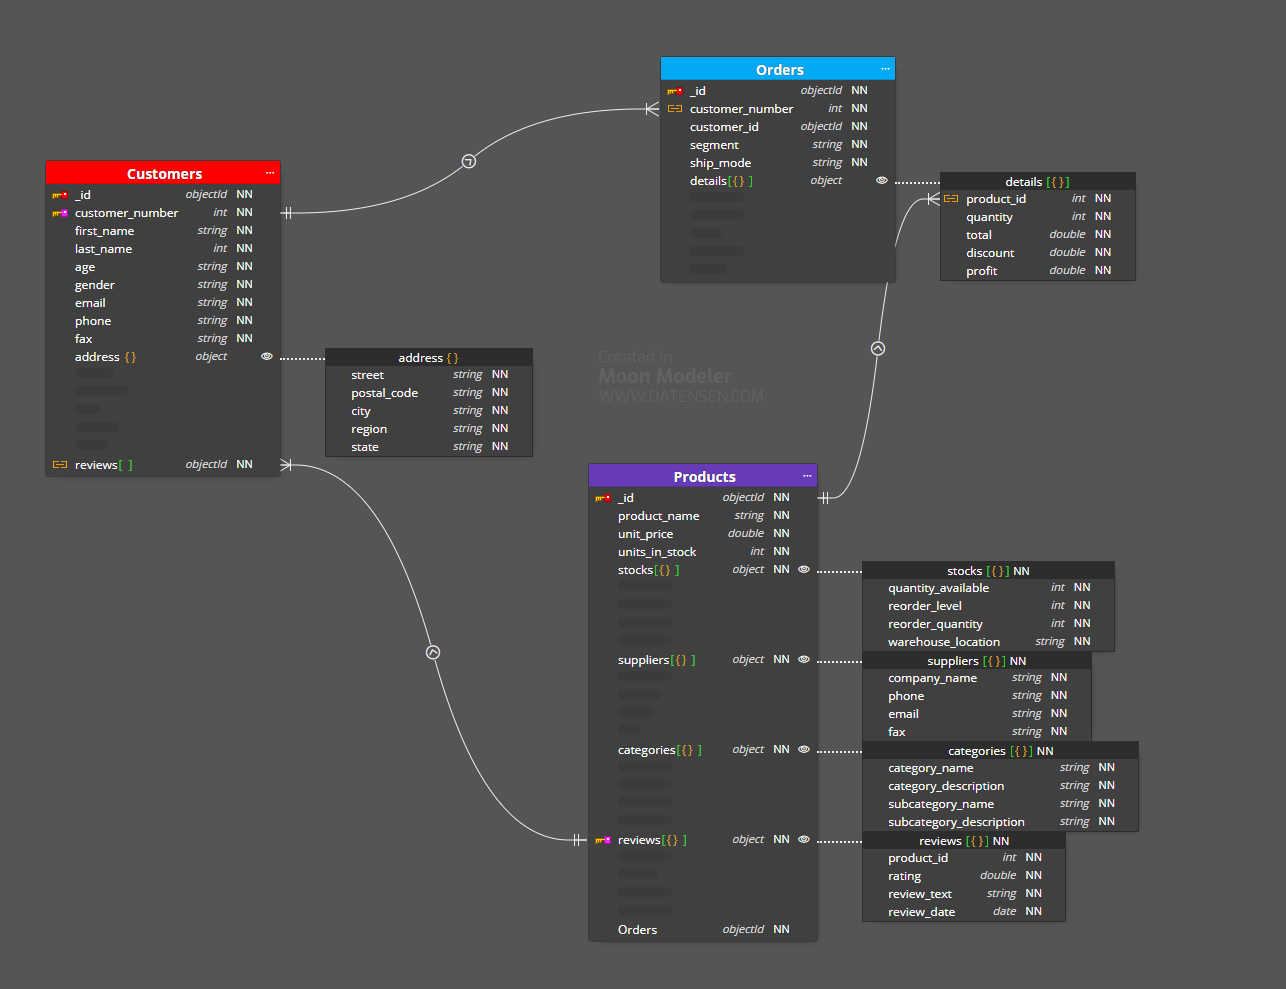 Orders ...
_id objectId NN
customer_number int NN
customer_id objectId NN
segment string NN
ship_mode string NN
details[{} ] object
details [{}]
product_id int NN
quantity int NN
total double NN
discount double NN
profit double NN
Customers ...
_id objectId NN
customer_number int NN
first_name string NN
last_name int NN
age string NN
gender string NN
email string NN
phone string NN
fax string NN
address {} object
reviews[ ] objectId NN
address {}
street string NN
postal_code string NN
city string NN
region string NN
state string NN
Created in
Moon Modeler
WWW.DATENSEN.COM
Products ...
_id objectId NN
product_name string NN
unit_price double NN
units_in_stock int NN
stocks[{} ] object NN
suppliers[{} ] object NN
categories[{} ] object NN
reviews[{} ] object NN
Orders objectId NN
stocks [{}] NN
quantity_available int NN
reorder_level int NN
reorder_quantity int NN
warehouse_location string NN
suppliers [{}] NN
company_name string NN
phone string NN
email string NN
fax string NN
categories [{}] NN
category_name string NN
category_description string NN
subcategory_name string NN
subcategory_description string NN
reviews [{}] NN
product_id int NN
rating double NN
review_text string NN
review_date date NN